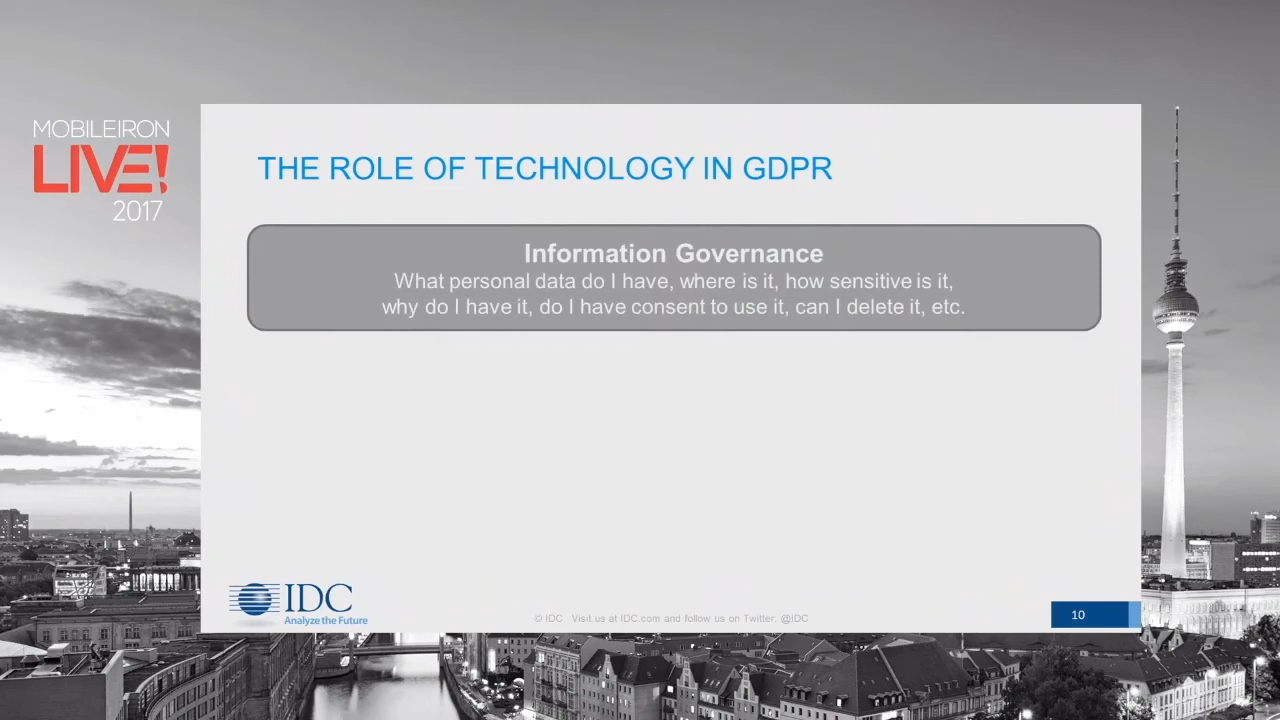 MOBILEIRON
LIVE!
2017
THE ROLE OF TECHNOLOGY IN GDPR
Information Governance
What personal data do I have, where is it, how sensitive is it,
why do I have it, do I have consent to use it, can I delete it, etc.
IDC
Analyze the Future
© IDC Visit us at IDC.com and follow us on Twitter: @IDC
10